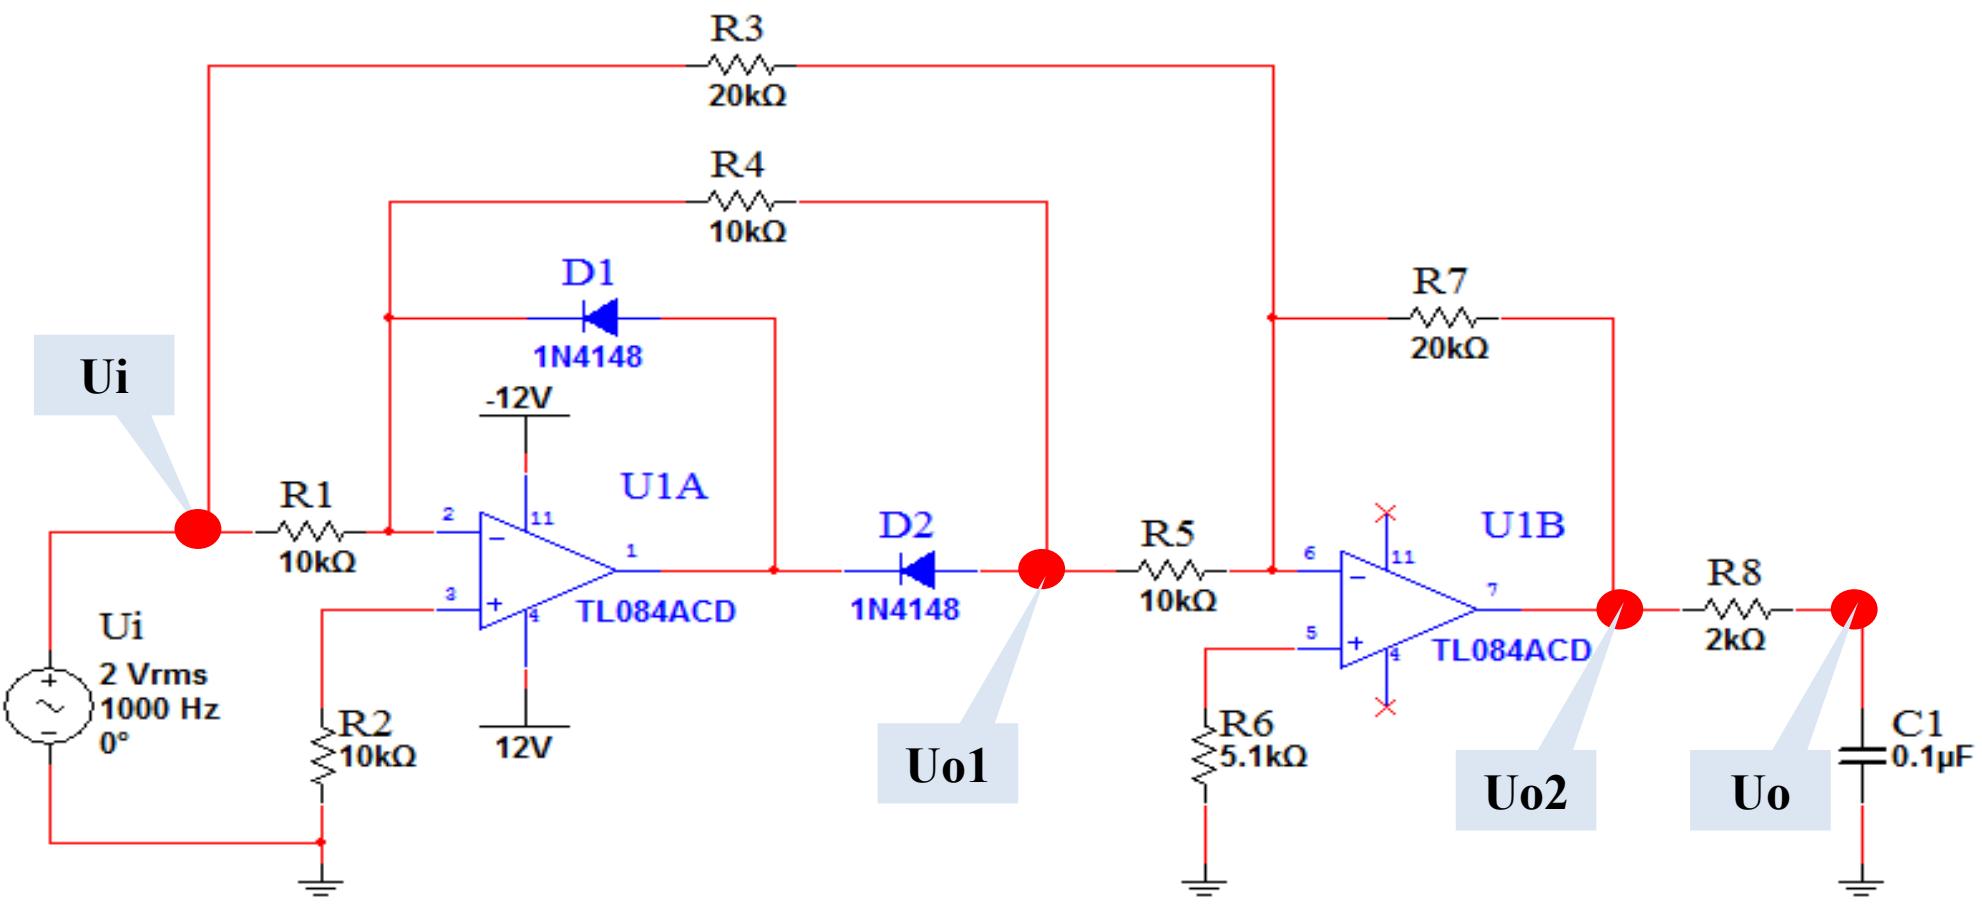 R3
20kΩ
R4
10kΩ
D1
1N4148
R7
20kΩ
Ui
-12V
R1
10kΩ
2
3
11
4
1
U1A
TL084ACD
D2
1N4148
R5
10kΩ
6
5
11
4
7
U1B
TL084ACD
R8
2kΩ
Ui
2 Vrms
1000 Hz
0°
R2
10kΩ
12V
Uo1
R6
5.1kΩ
Uo2
Uo
C1
0.1µF